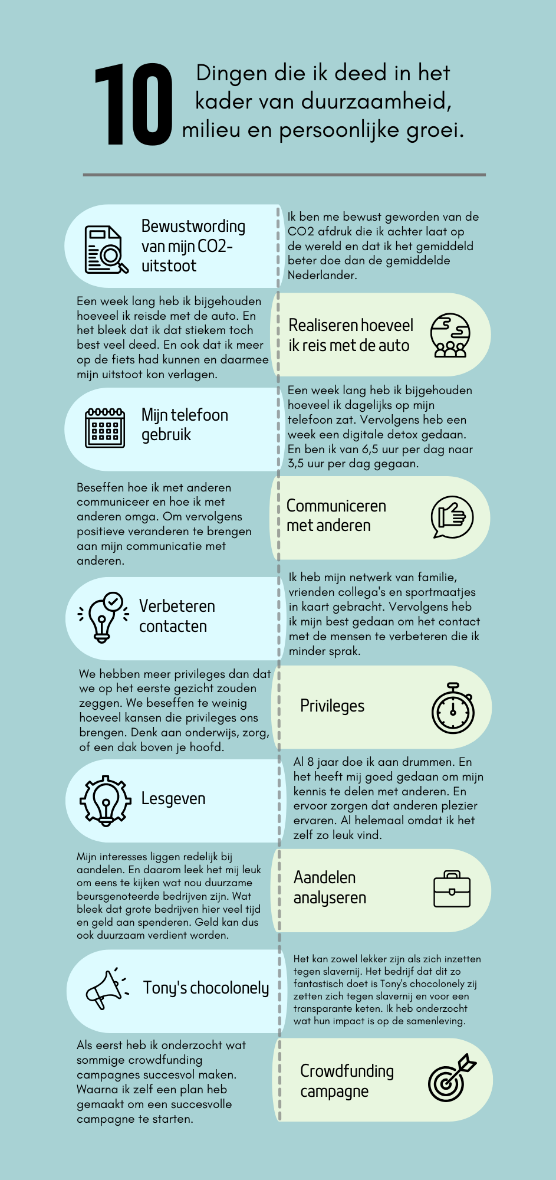 10
Dingen die ik deed in het
kader van duurzaamheid,
milieu en persoonlijke groei.
Bewustwording
van mijn CO2-
uitstoot
Ik ben me bewust geworden van de
CO2 afdruk die ik achter laat op
de wereld en dat ik het gemiddeld
beter doe dan de gemiddelde
Nederlander.
Een week lang heb ik bijgehouden
hoeveel ik reisde met de auto. En
het bleek dat ik dat stiekem toch
best veel deed. En ook dat ik meer
op de fiets had kunnen en daarmee
mijn uitstoot kon verlagen.
Realiseren hoeveel
ik reis met de auto
Mijn telefoon
gebruik
Een week lang heb ik bijgehouden
hoeveel ik dagelijks op mijn
telefoon zat. Vervolgens heb een
week een digitale detox gedaan.
En ben ik van 6,5 uur per dag naar
3,5 uur per dag gegaan.
Beseffen hoe ik met anderen
communiceer en hoe ik met
anderen omga. Om vervolgens
positieve veranderen te brengen
aan mijn communicatie met
anderen.
Communiceren
met anderen
Verbeteren
contacten
Ik heb mijn netwerk van familie,
vrienden collega's en sportmaatjes
in kaart gebracht. Vervolgens heb
ik mijn best gedaan om het contact
met de mensen te verbeteren die ik
minder sprak.
We hebben meer privileges dan dat
we op het eerste gezicht zouden
zeggen. We beseffen te weinig
hoeveel kansen die privileges ons
brengen. Denk aan onderwijs, zorg,
of een dak boven je hoofd.
Privileges
Lesgeven
Al 8 jaar doe ik aan drummen. En
het heeft mij goed gedaan om mijn
kennis te delen met anderen. En
ervoor zorgen dat anderen plezier
ervaren. Al helemaal omdat ik het
zelf zo leuk vind.
Mijn interesses liggen redelijk bij
aandelen. En daarom leek het mij leuk
om eens te kijken wat nou duurzame
beursgenoteerde bedrijven zijn. Wat
bleek dat grote bedrijven hier veel tijd
en geld aan spenderen. Geld kan dus
ook duurzaam verdient worden.
Aandelen
analyseren
Tony's chocolonely
Het kan zowel lekker zijn als zich inzetten
tegen slavernij. Het bedrijf dat dit zo
fantastisch doet is Tony's chocolonely zij
zetten zich tegen slavernij en voor een
transparante keten. Ik heb onderzocht
wat hun impact is op de samenleving.
Als eerst heb ik onderzocht wat
sommige crowdfunding
campagnes succesvol maken.
Waarna ik zelf een plan heb
gemaakt om een succesvolle
campagne te starten.
Crowdfunding
campagne